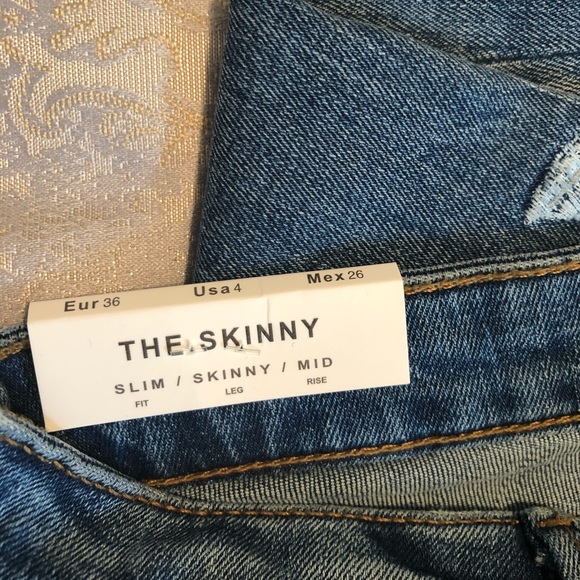 Eur 36 Usa 4 Mex 26
THE SKINNY
SLIM / SKINNY / MID
FIT LEG RISE